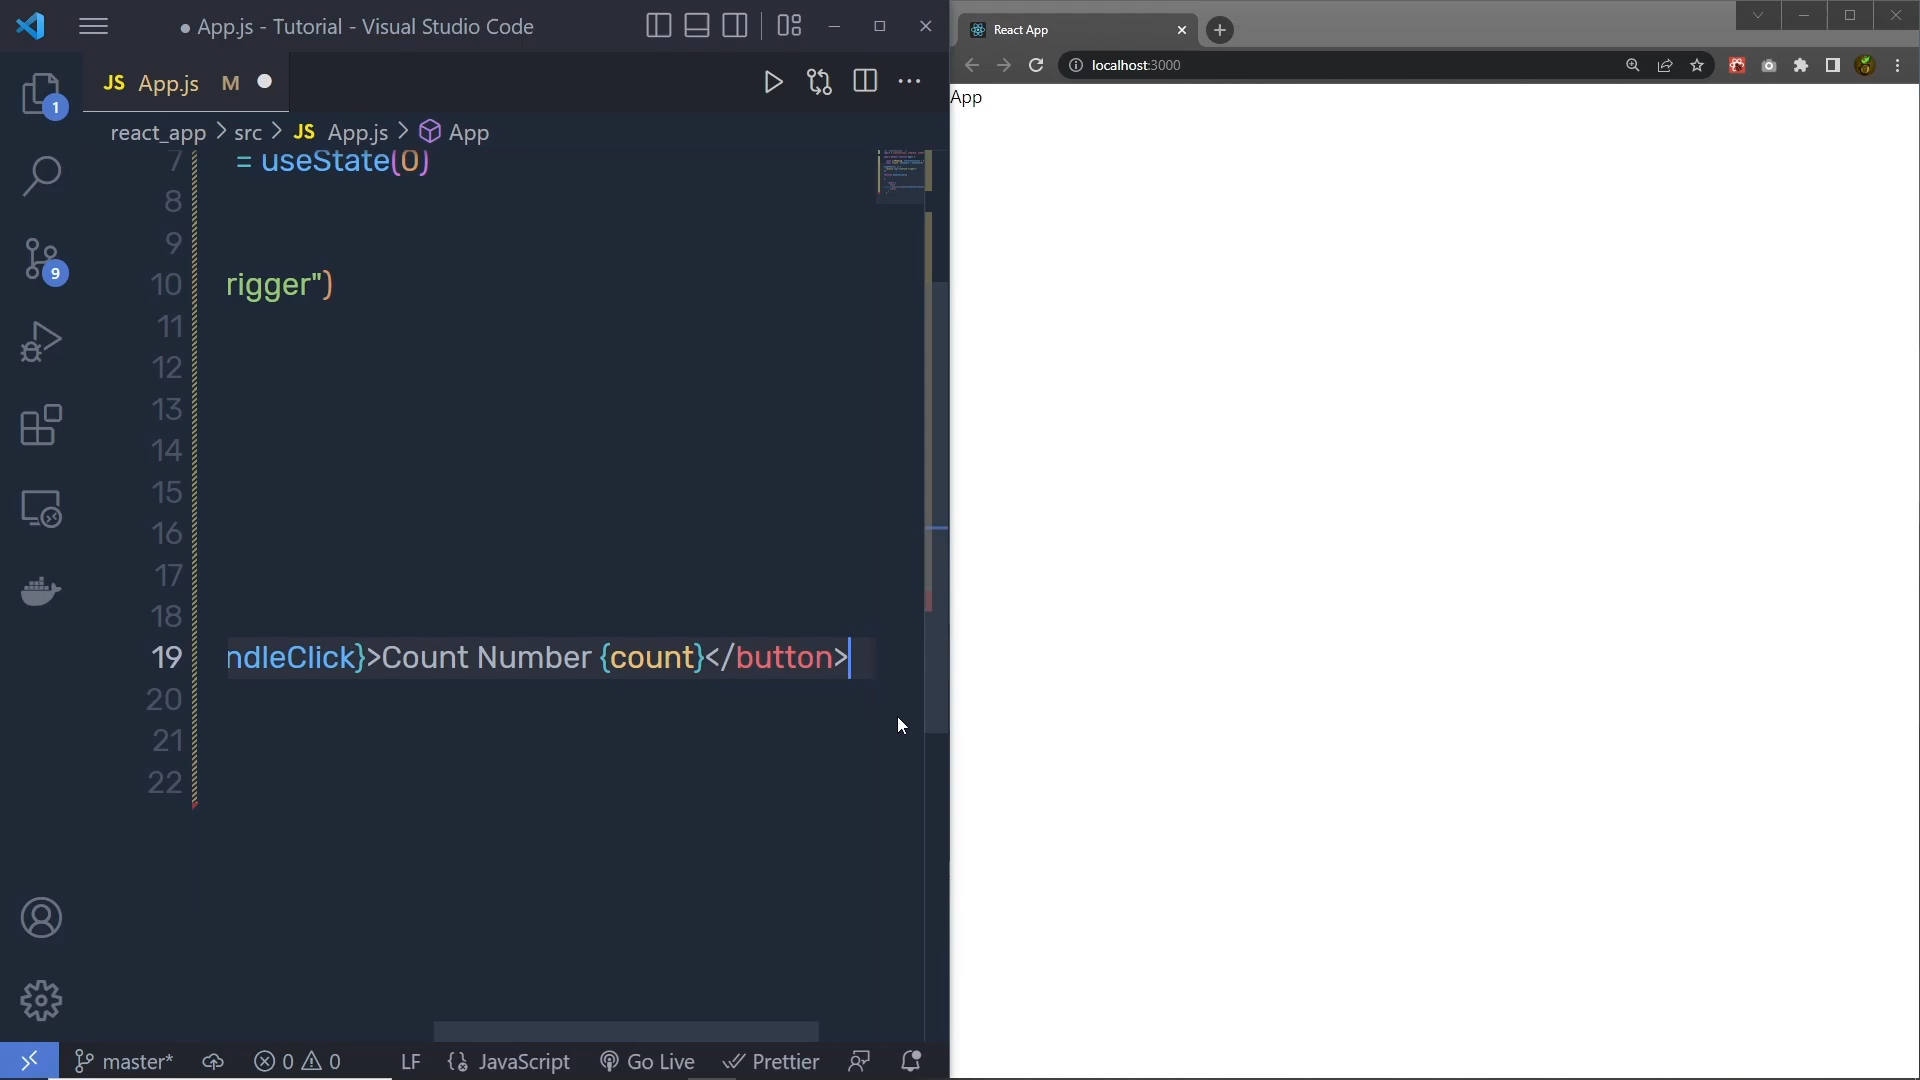 App.js - Tutorial - Visual Studio Code
JS App.js M
react_app > src > JS App.js > App
1
9
7 = useState(0)
8
9
10 rigger")
11
12
13
14
15
16
17
18
19 ndleClick}>Count Number {count}</button>
20
21
22
master* 0 0 LF {} JavaScript Go Live Prettier
React App
localhost:3000
App